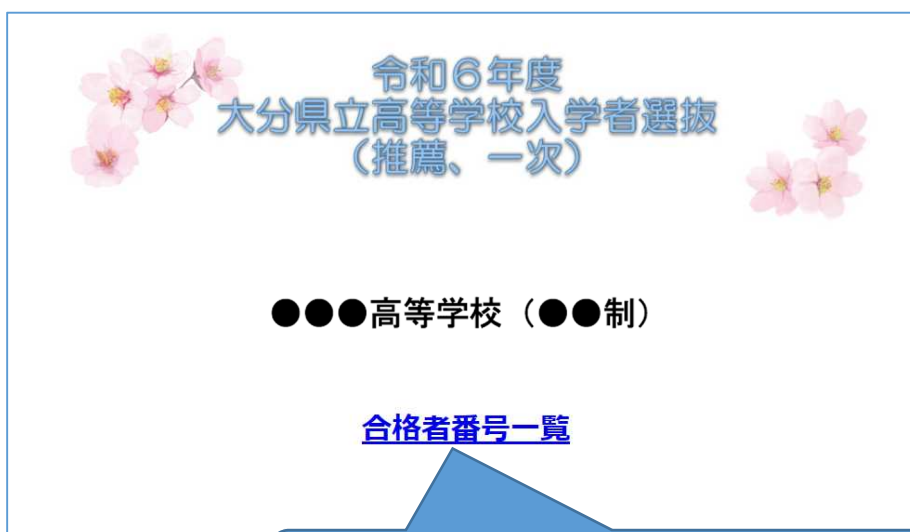 令和６年度
大分県立高等学校入学者選抜
（推薦、一次）
●●●高等学校（●●制）
合格者番号一覧